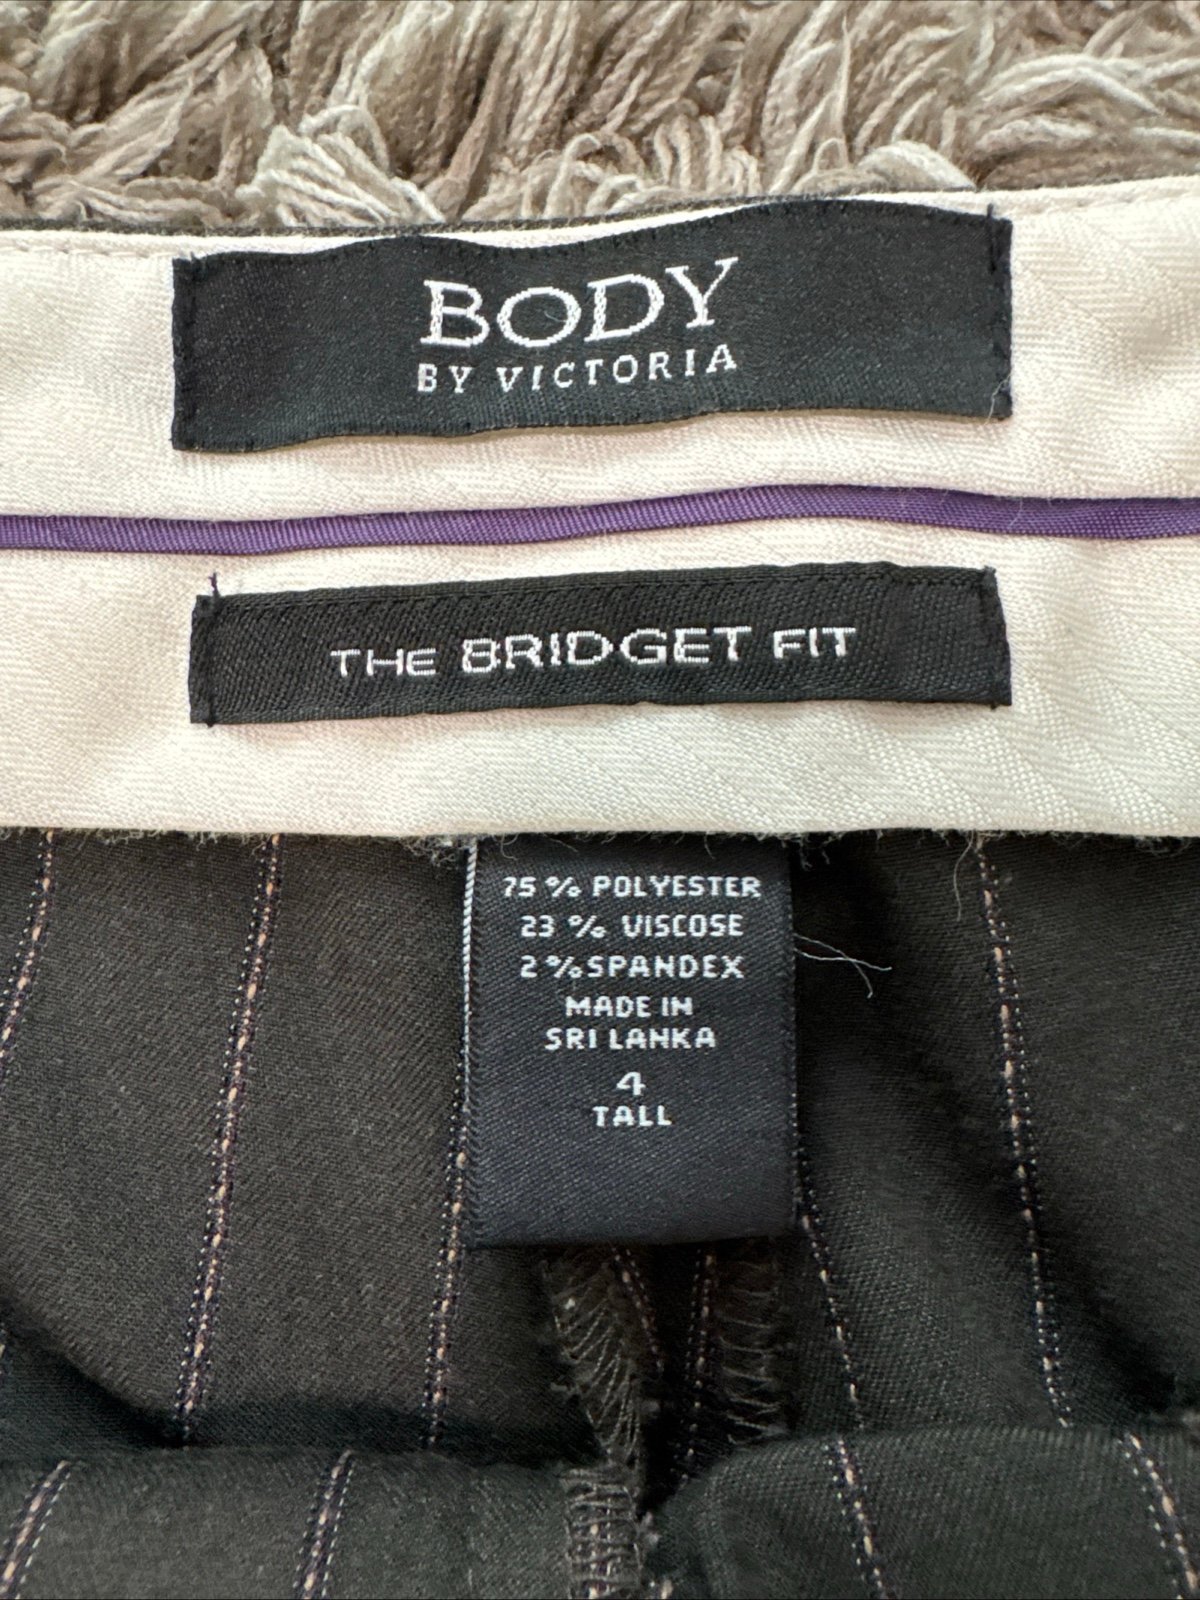 BODY
BY VICTORIA
THE BRIDGET FIT
75 % POLYESTER
23 % VISCOSE
2 % SPANDEX
MADE IN
SRI LANKA
4
TALL